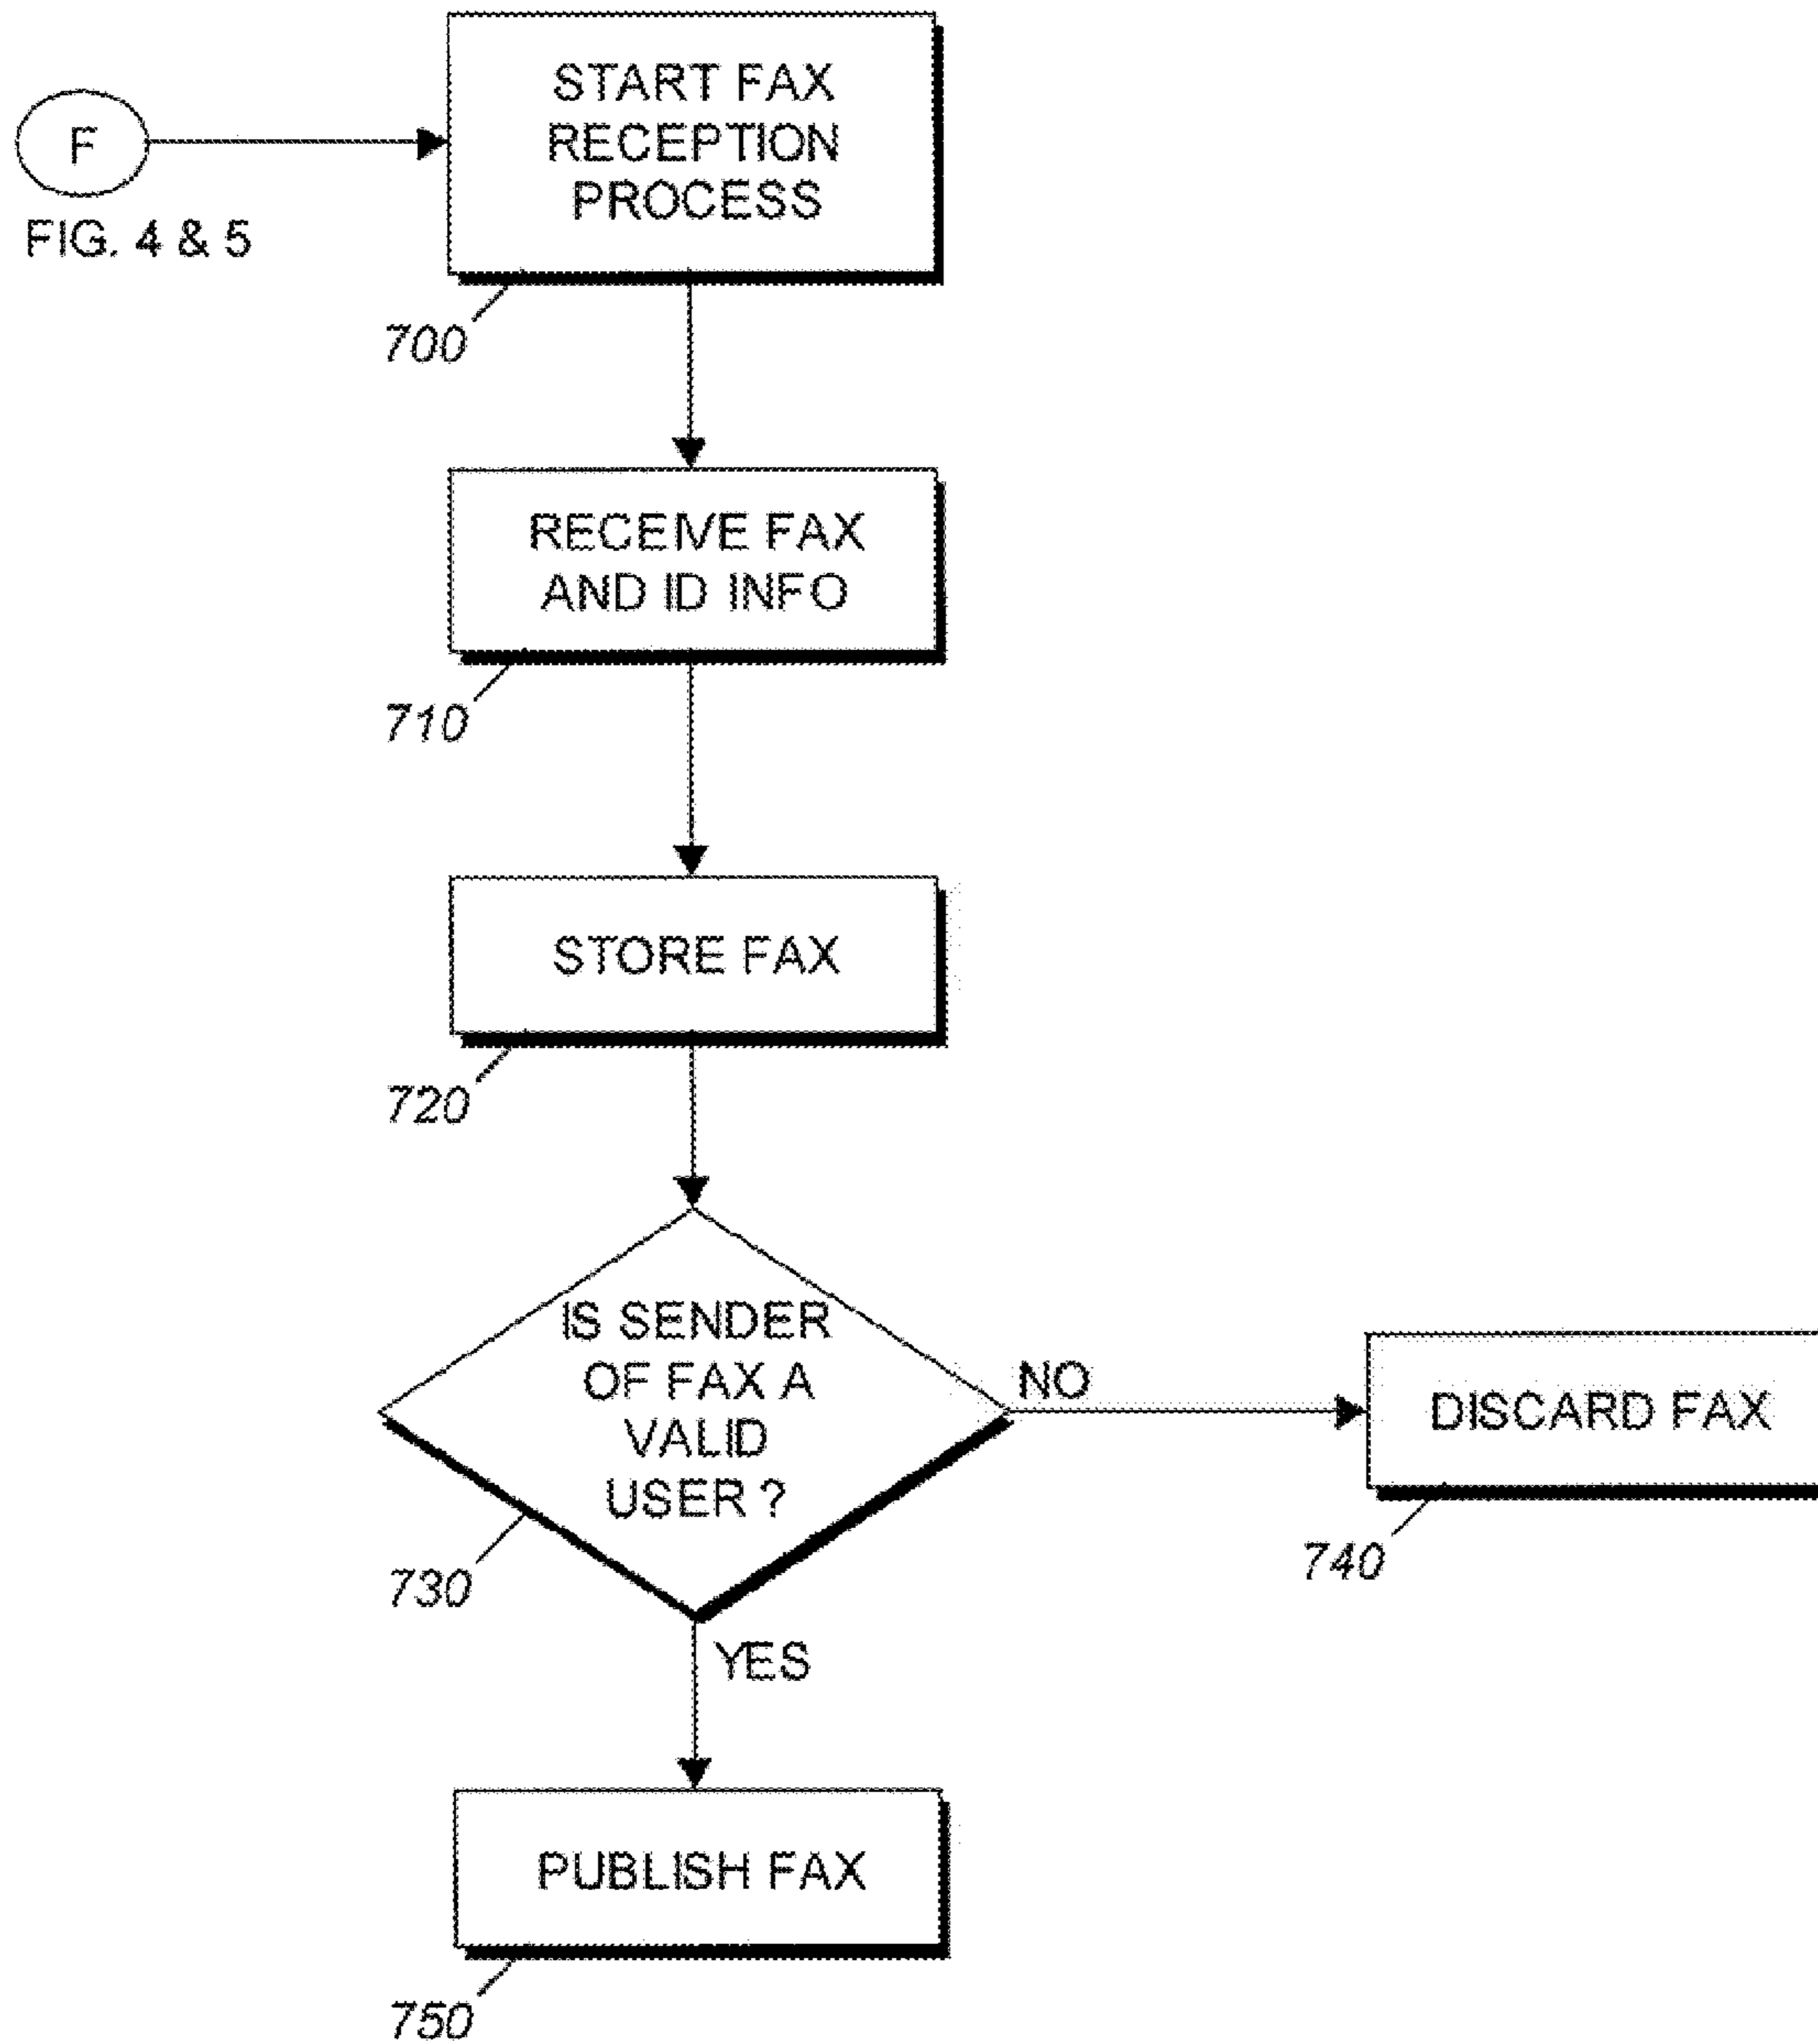 START FAX
RECEPTION
PROCESS
F
FIG. 4 & 5
700
RECEIVE FAX
AND ID INFO
710
STORE FAX
720
IS SENDER
OF FAX A
VALID
USER ?
NO
DISCARD FAX
730
740
YES
PUBLISH FAX
750